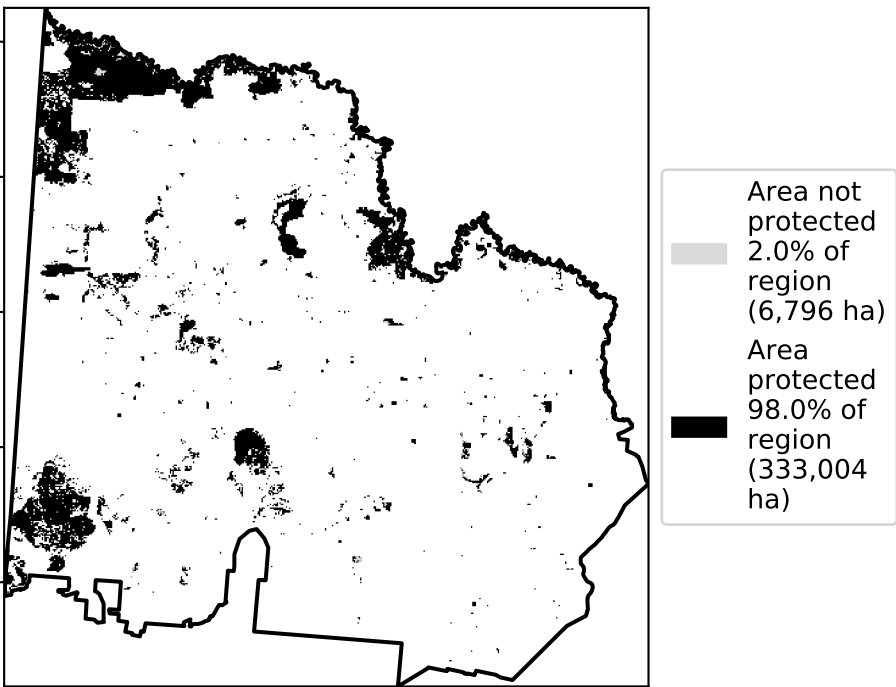 Area not
protected
2.0% of
region
(6,796 ha)
Area
protected
98.0% of
region
(333,004
ha)